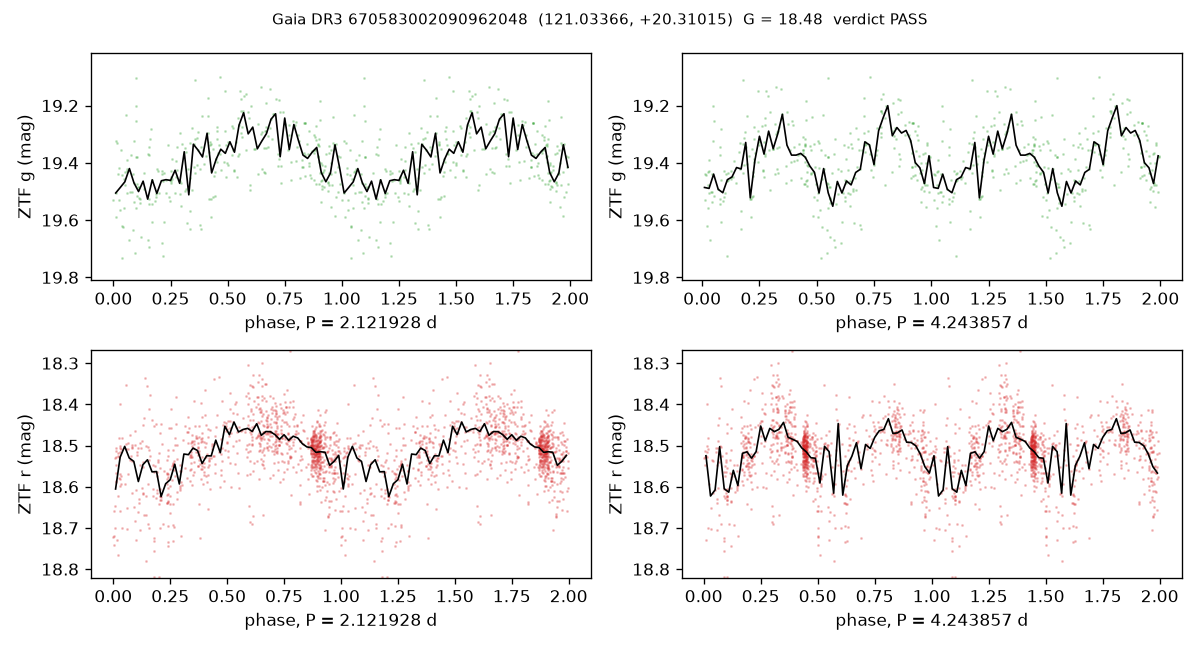 Gaia DR3 670583002090962048 (121.03366, +20.31015) G = 18.48 verdict PASS
ZTF g (mag)
19.2
19.4
19.6
19.8
0.00 0.25 0.50 0.75 1.00 1.25 1.50 1.75 2.00
phase, P = 2.121928 d
ZTF g (mag)
19.2
19.4
19.6
19.8
0.00 0.25 0.50 0.75 1.00 1.25 1.50 1.75 2.00
phase, P = 4.243857 d
ZTF r (mag)
18.3
18.4
18.5
18.6
18.7
18.8
0.00 0.25 0.50 0.75 1.00 1.25 1.50 1.75 2.00
phase, P = 2.121928 d
ZTF r (mag)
18.3
18.4
18.5
18.6
18.7
18.8
0.00 0.25 0.50 0.75 1.00 1.25 1.50 1.75 2.00
phase, P = 4.243857 d